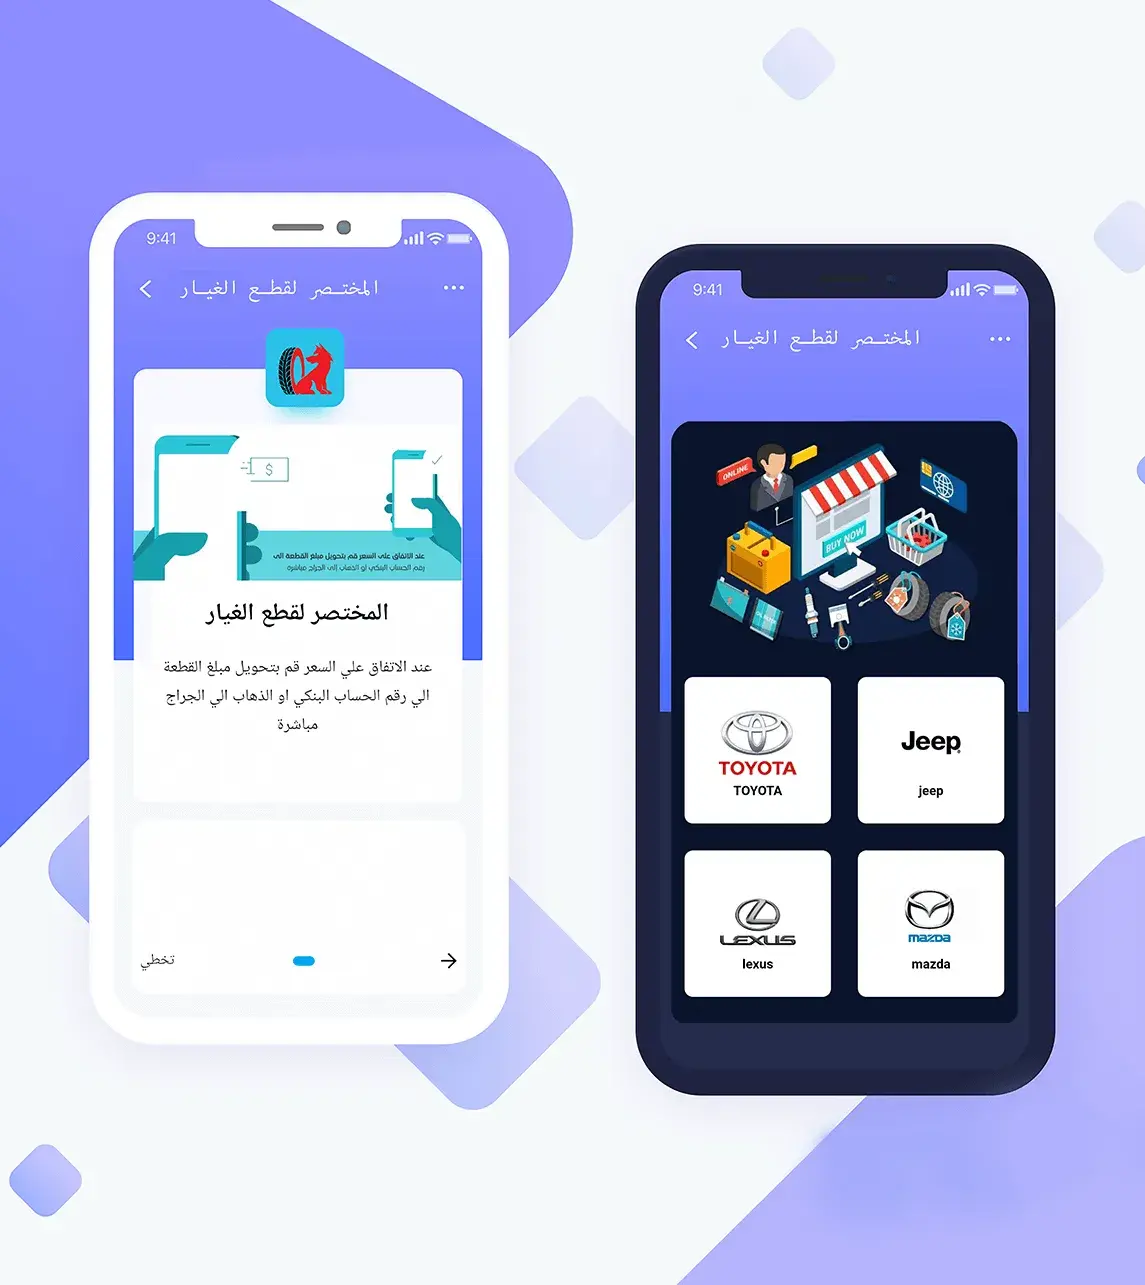 9:41
المختصر لقطع الغيار
$
عند الاتفاق على السعر قم بتحويل مبلغ القطعة الى
رقم الحساب البنكي او الذهاب إلى الجراج مباشره
المختصر لقطع الغيار
عند الاتفاق علي السعر قم بتحويل مبلغ القطعة
الي رقم الحساب البنكي او الذهاب الي الجراج
مباشرة
تخطي
9:41
المختصر لقطع الغيار
ONLINE
BUY NOW
TOYOTA
TOYOTA
Jeep
jeep
LEXUS
lexus
mazda
mazda